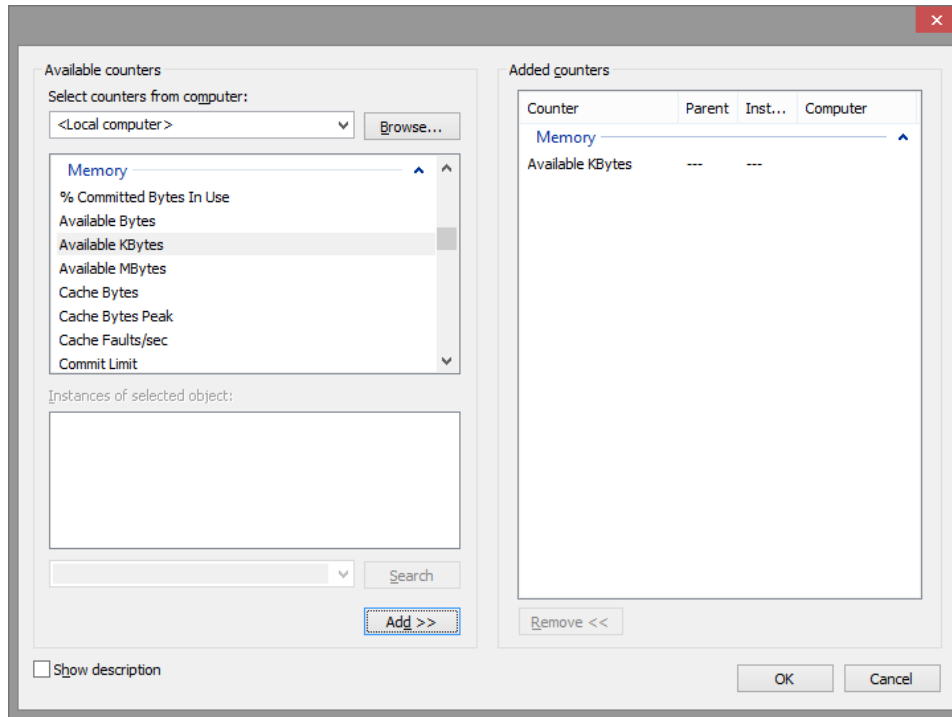 Available counters
Select counters from computer:
<Local computer>
Browse...
Memory
% Committed Bytes In Use
Available Bytes
Available KBytes
Available MBytes
Cache Bytes
Cache Bytes Peak
Cache Faults/sec
Commit Limit
Instances of selected object:
Search
Add >>
Show description
Added counters
Counter Parent Inst... Computer
Memory
Available KBytes --- ---
Remove <<
OK Cancel